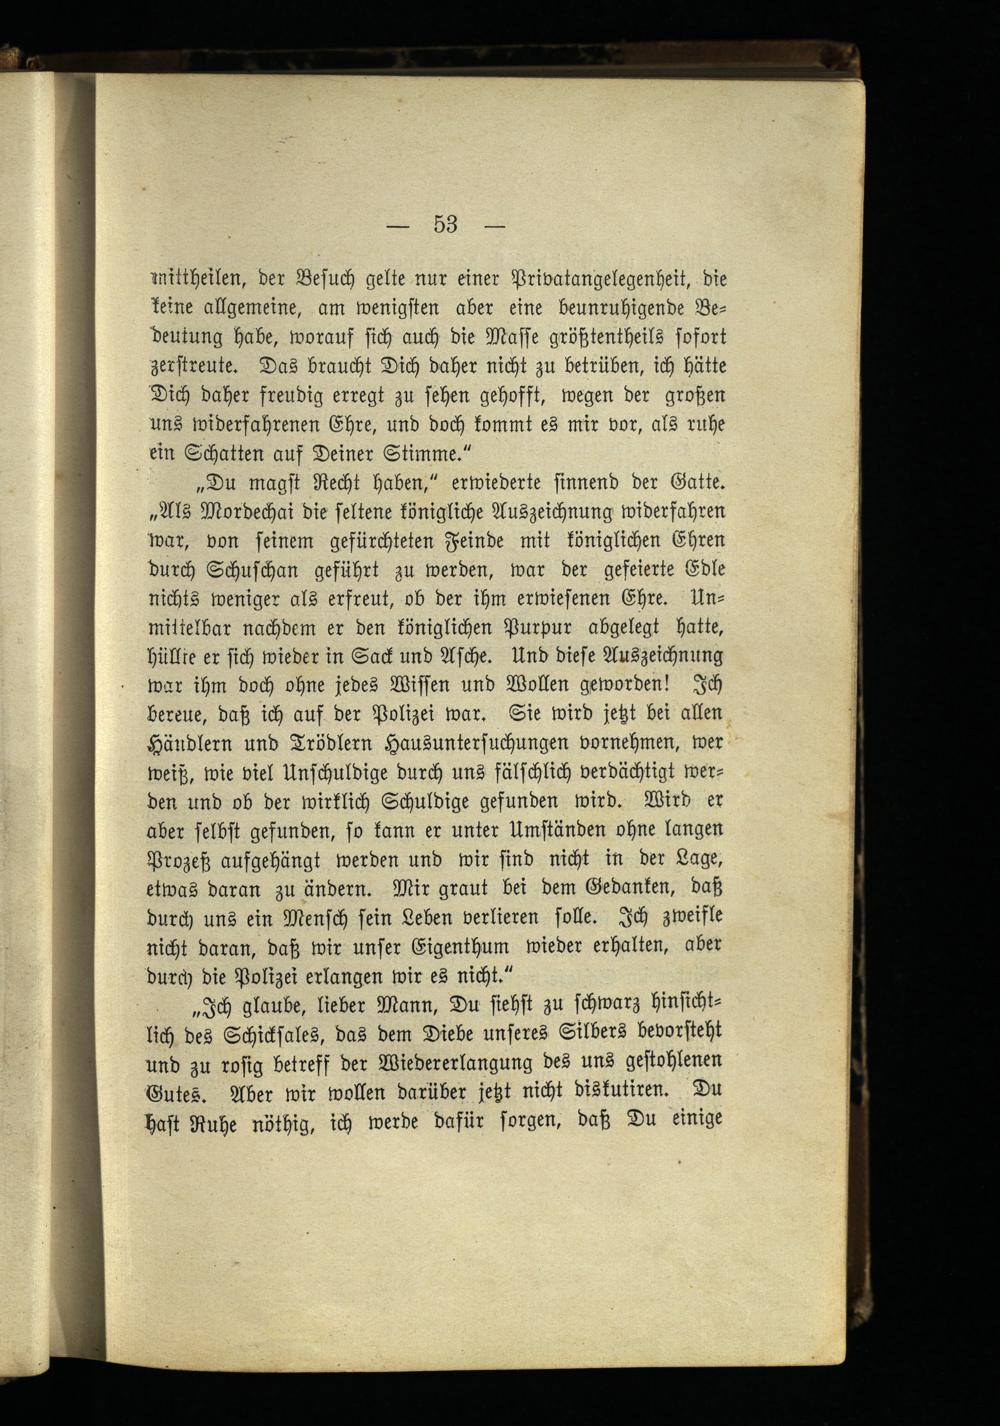 — 53 —
mittheilen, der Besuch gelte nur einer Privatangelegenheit, die
keine allgemeine, am wenigsten aber eine beunruhigende Be-
deutung habe, worauf sich auch die Masse größtentheils sofort
zerstreute. Das braucht Dich daher nicht zu betrüben, ich hätte
Dich daher freudig erregt zu sehen gehofft, wegen der großen
uns widerfahrenen Ehre, und doch kommt es mir vor, als ruhe
ein Schatten auf Deiner Stimme.“
„Du magst Recht haben,“ erwiederte sinnend der Gatte.
„Als Mordechai die seltene königliche Auszeichnung widerfahren
war, von seinem gefürchteten Feinde mit königlichen Ehren
durch Schuschan geführt zu werden, war der gefeierte Edle
nichts weniger als erfreut, ob der ihm erwiesenen Ehre. Un-
mittelbar nachdem er den königlichen Purpur abgelegt hatte,
hüllte er sich wieder in Sack und Asche. Und diese Auszeichnung
war ihm doch ohne jedes Wissen und Wollen geworden! Ich
bereue, daß ich auf der Polizei war. Sie wird jetzt bei allen
Händlern und Trödlern Hausuntersuchungen vornehmen, wer
weiß, wie viel Unschuldige durch uns fälschlich verdächtigt wer-
den und ob der wirklich Schuldige gefunden wird. Wird er
aber selbst gefunden, so kann er unter Umständen ohne langen
Prozeß aufgehängt werden und wir sind nicht in der Lage,
etwas daran zu ändern. Mir graut bei dem Gedanken, daß
durch uns ein Mensch sein Leben verlieren solle. Ich zweifle
nicht daran, daß wir unser Eigenthum wieder erhalten, aber
durch die Polizei erlangen wir es nicht.“
„Ich glaube, lieber Mann, Du siehst zu schwarz hinsicht-
lich des Schicksales, das dem Diebe unseres Silbers bevorsteht
und zu rosig betreff der Wiedererlangung des uns gestohlenen
Gutes. Aber wir wollen darüber jetzt nicht diskutiren. Du
hast Ruhe nöthig, ich werde dafür sorgen, daß Du einige